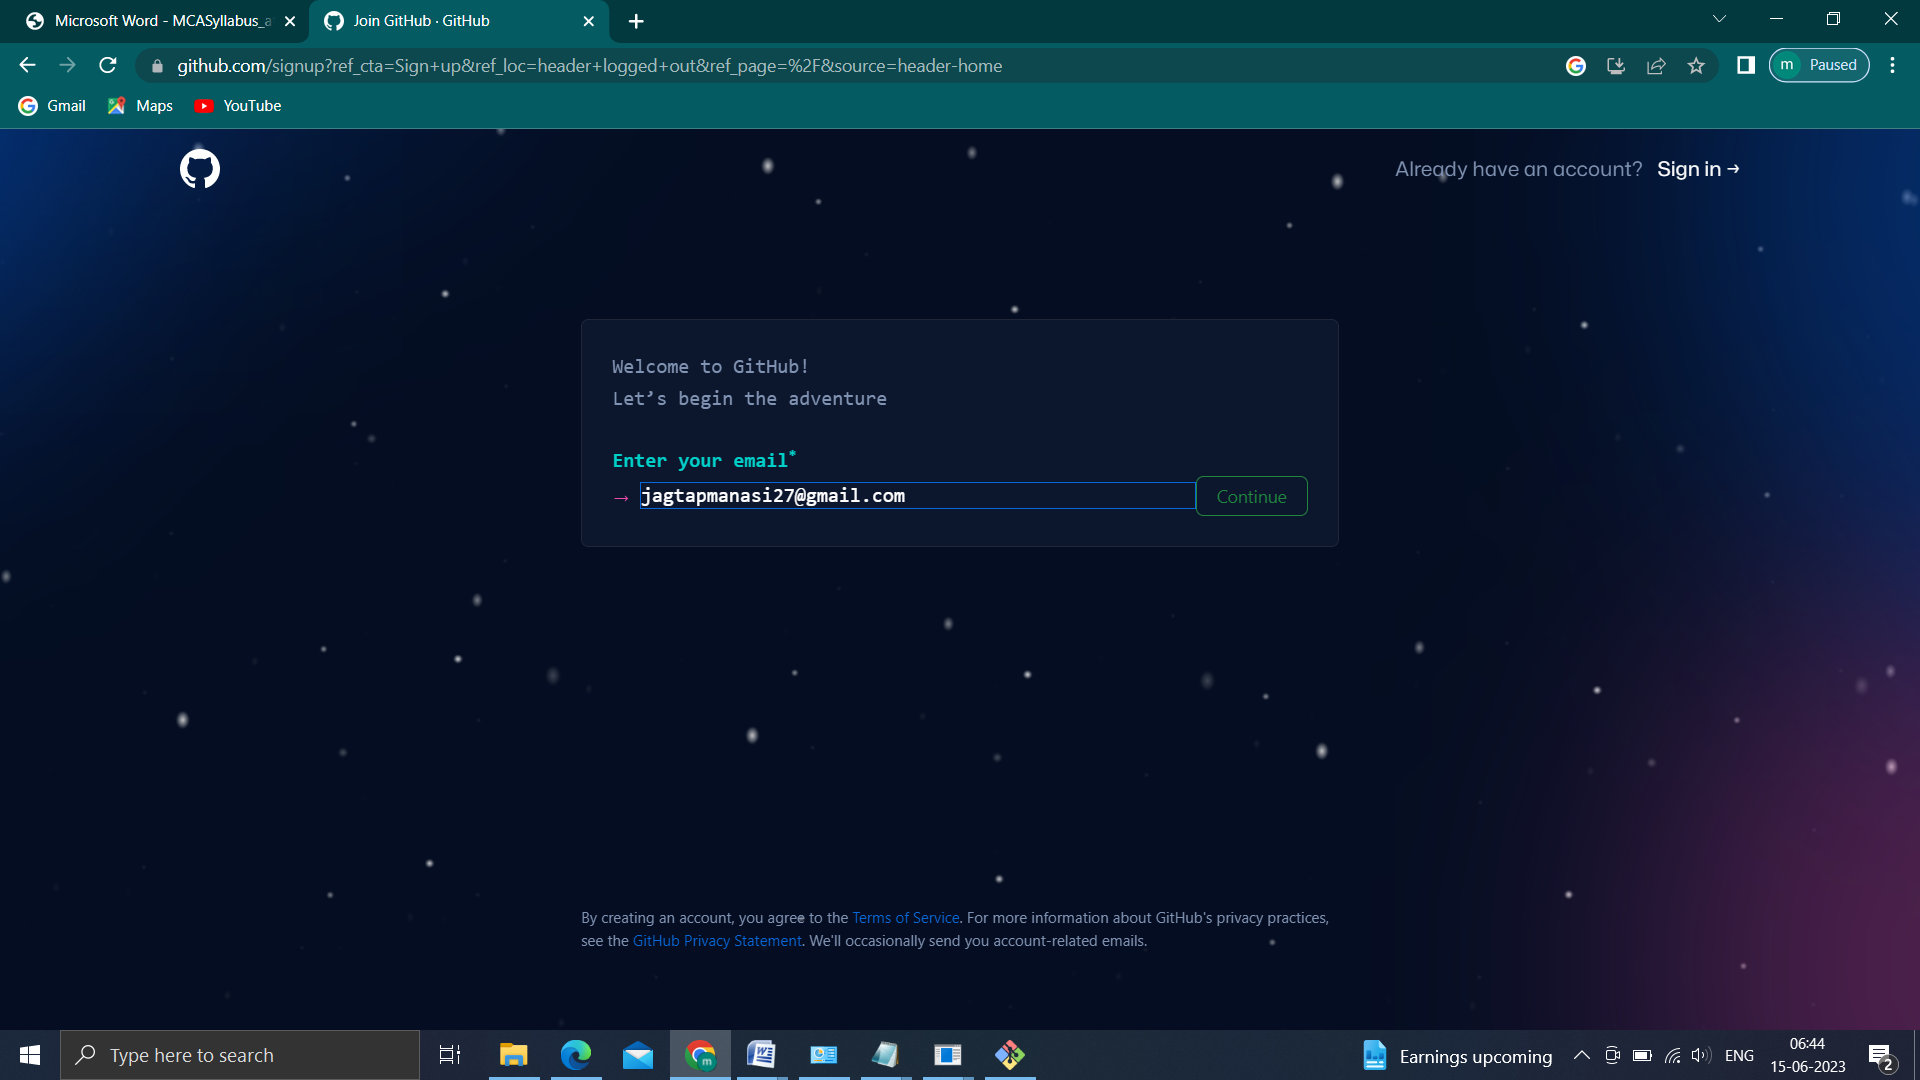 Microsoft Word - MCASyllabus_a
Join GitHub · GitHub
github.com/signup?ref_cta=Sign+up&ref_loc=header+logged+out&ref_page=%2F&source=header-home
m Paused
Gmail Maps YouTube
Already have an account? Sign in →
Welcome to GitHub!
Let’s begin the adventure
Enter your email*
→ jagtapmanasi27@gmail.com Continue
By creating an account, you agree to the Terms of Service. For more information about GitHub's privacy practices,
see the GitHub Privacy Statement. We'll occasionally send you account-related emails.
Type here to search
Earnings upcoming
ENG
06:44
15-06-2023
2